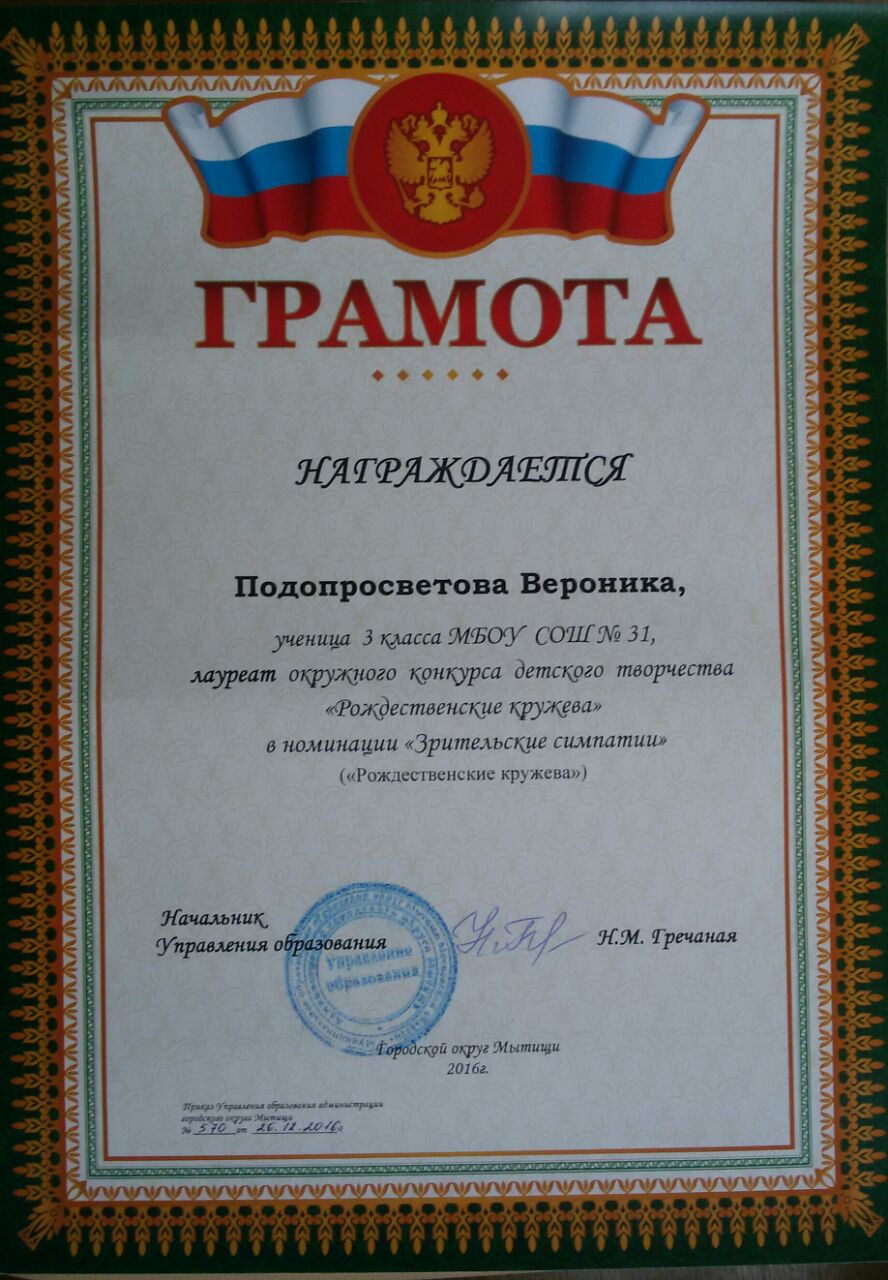 ГРАМОТА
НАГРАЖДАЕТСЯ
Подопросветова Вероника,
ученица 3 класса МБОУ СОШ № 31,
лауреат окружного конкурса детского творчества
«Рождественские кружева»
в номинации «Зрительские симпатии»
(«Рождественские кружева»)
Начальник
Управления образования
Н.М. Гречаная
Управление
образования
Городской округ Мытищи
2016г.
Приказ Управления образования администрации
городского округа Мытищи
№ 570 от 26.12.2016г